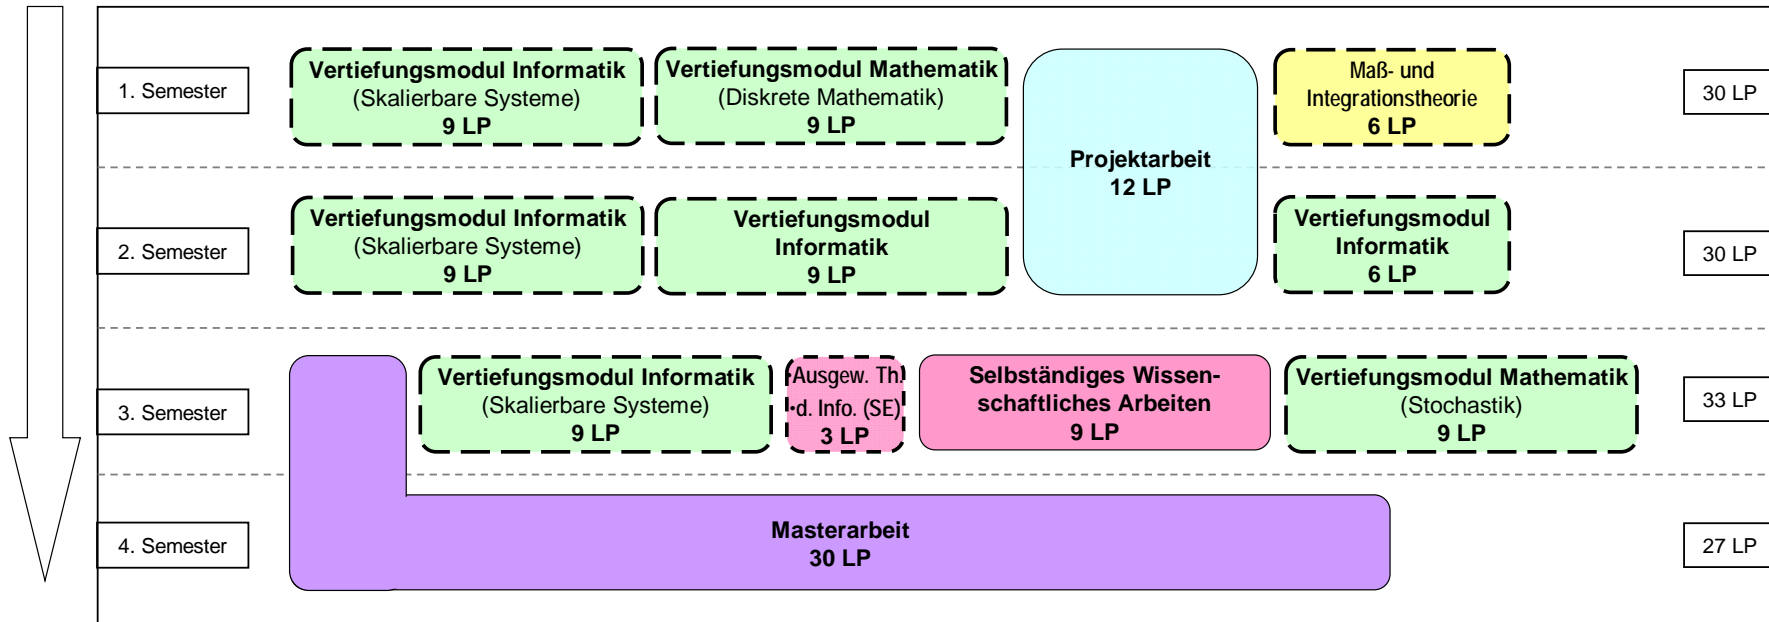 1. Semester
Vertiefungsmodul Informatik
(Skalierbare Systeme)
9 LP
Vertiefungsmodul Mathematik
(Diskrete Mathematik)
9 LP
Projektarbeit
12 LP
Maß- und
Integrationstheorie
6 LP
30 LP
2. Semester
Vertiefungsmodul Informatik
(Skalierbare Systeme)
9 LP
Vertiefungsmodul
Informatik
9 LP
Vertiefungsmodul
Informatik
6 LP
30 LP
3. Semester
Vertiefungsmodul Informatik
(Skalierbare Systeme)
9 LP
•Ausgew. Th.
•d. Info. (SE)
3 LP
Selbständiges Wissen-
schaftliches Arbeiten
9 LP
Vertiefungsmodul Mathematik
(Stochastik)
9 LP
33 LP
4. Semester
Masterarbeit
30 LP
27 LP